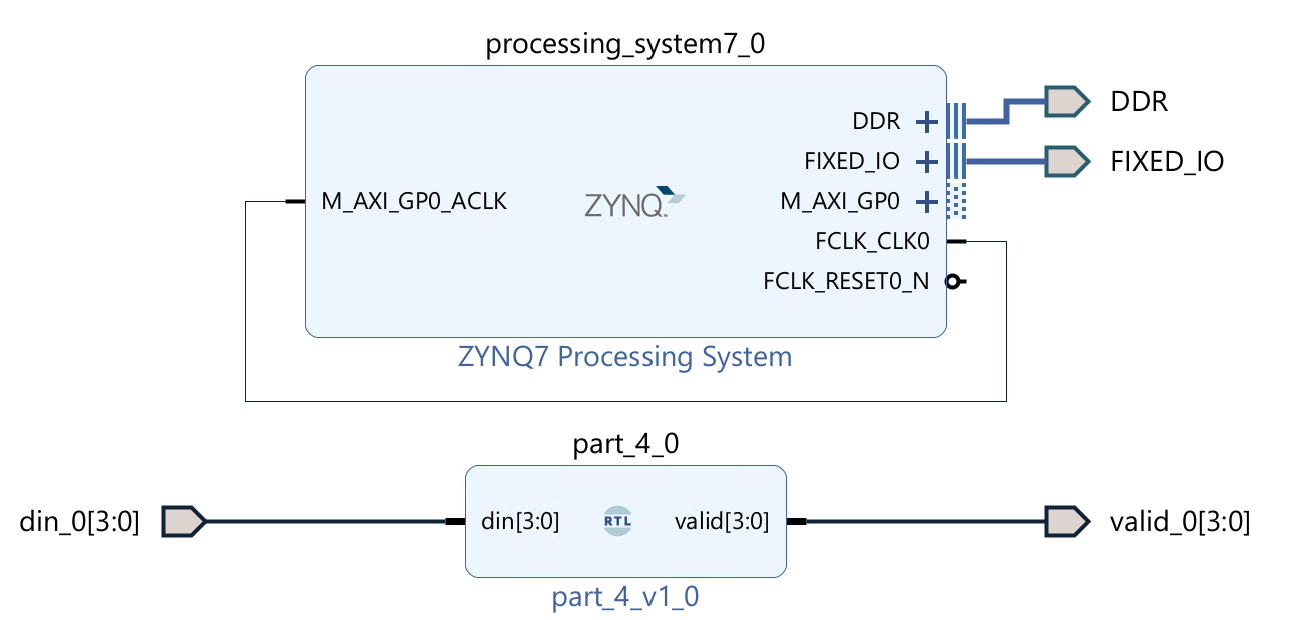 processing_system7_0
DDR
DDR
FIXED_IO
FIXED_IO
M_AXI_GP0_ACLK
ZYNQ
M_AXI_GP0
FCLK_CLK0
FCLK_RESET0_N
ZYNQ7 Processing System
part_4_0
din_0[3:0]
din[3:0]
RTL
valid[3:0]
valid_0[3:0]
part_4_v1_0